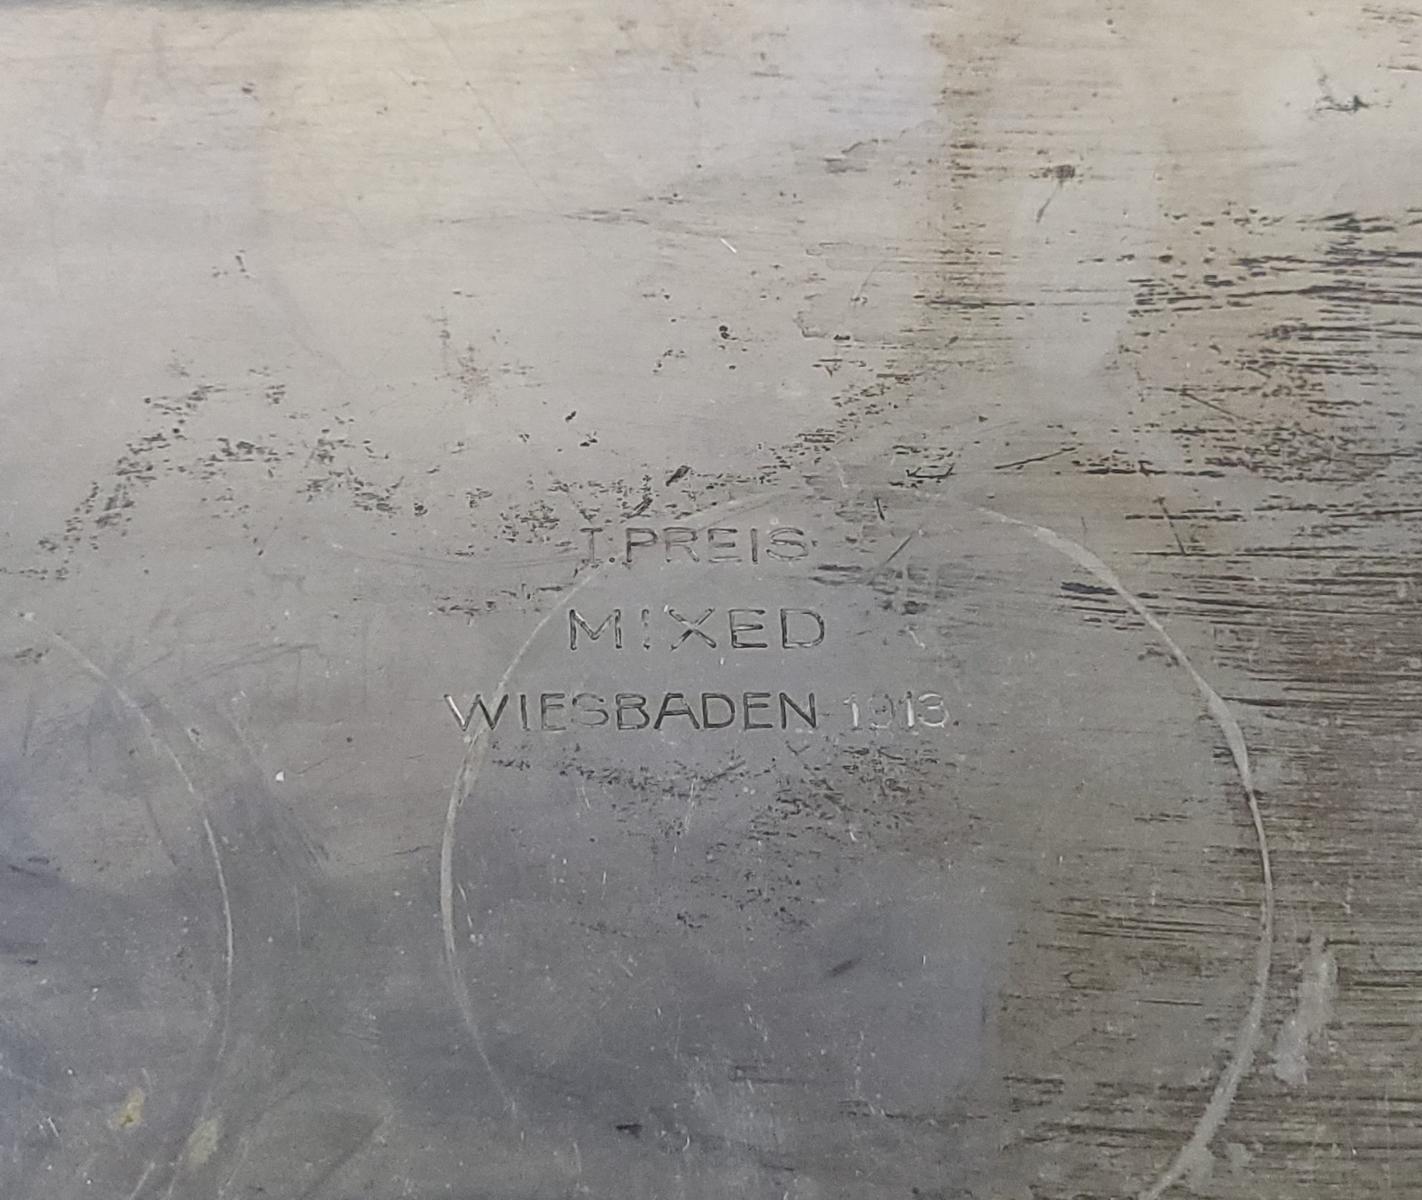 I. PREIS
MIXED
WIESBADEN 1913.